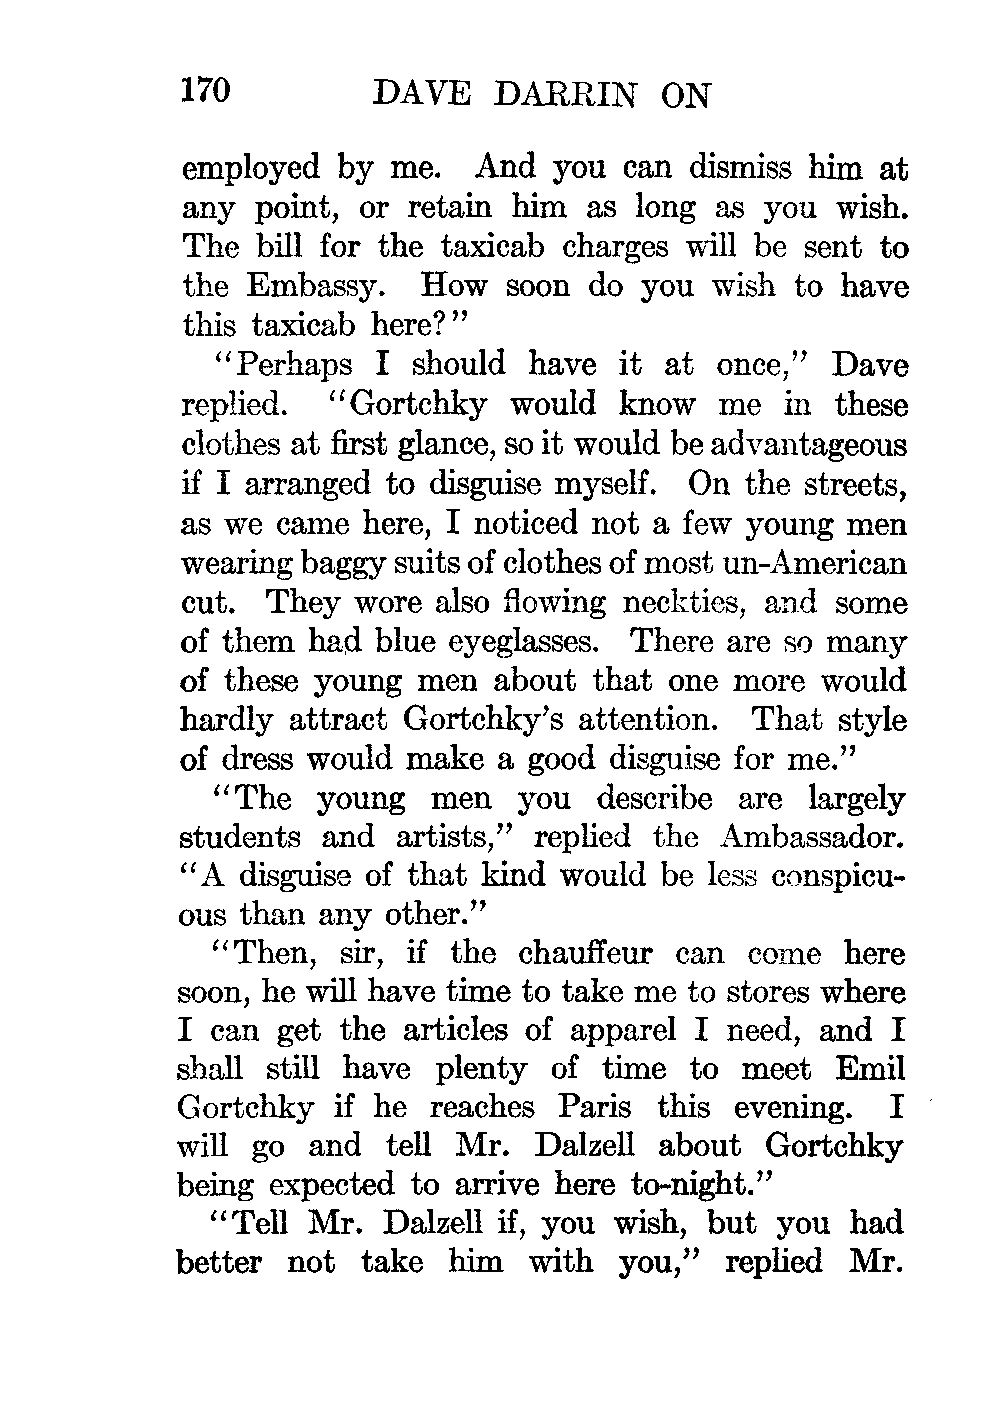 170 DAVE DARRIN ON
employed by me. And you can dismiss him at
any point, or retain him as long as you wish.
The bill for the taxicab charges will be sent to
the Embassy. How soon do you wish to have
this taxicab here?"
"Perhaps I should have it at once," Dave
replied. "Gortchky would know me in these
clothes at first glance, so it would be advantageous
if I arranged to disguise myself. On the streets,
as we came here, I noticed not a few young men
wearing baggy suits of clothes of most un-American
cut. They wore also flowing neckties, and some
of them had blue eyeglasses. There are so many
of these young men about that one more would
hardly attract Gortchky's attention. That style
of dress would make a good disguise for me."
"The young men you describe are largely
students and artists," replied the Ambassador.
"A disguise of that kind would be less conspicu-
ous than any other."
"Then, sir, if the chauffeur can come here
soon, he will have time to take me to stores where
I can get the articles of apparel I need, and I
shall still have plenty of time to meet Emil
Gortchky if he reaches Paris this evening. I
will go and tell Mr. Dalzell about Gortchky
being expected to arrive here to-night."
"Tell Mr. Dalzell if, you wish, but you had
better not take him with you," replied Mr.